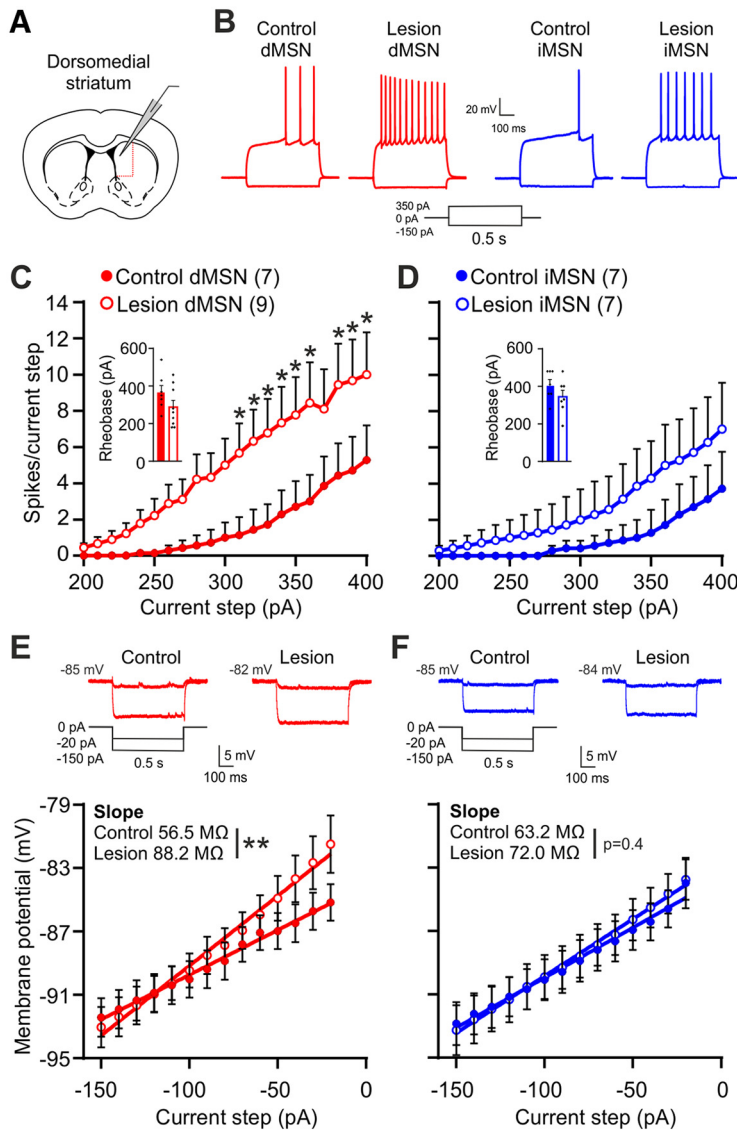 A
Dorsomedial
striatum
B
Control
dMSN
Lesion
dMSN
Control
iMSN
Lesion
iMSN
20 mV
100 ms
350 pA
0 pA
-150 pA
0.5 s
C
Control dMSN (7)
Lesion dMSN (9)
Spikes/current step
14
12
10
8
6
4
2
0
Rheobase (pA)
600
400
200
0
* * * * * * * * *
200 250 300 350 400
Current step (pA)
D
Control iMSN (7)
Lesion iMSN (7)
Rheobase (pA)
600
400
200
0
200 250 300 350 400
Current step (pA)
E
Control
Lesion
-85 mV
-82 mV
0 pA
-20 pA
-150 pA
0.5 s
5 mV
100 ms
Membrane potential (mV)
-79
-83
-87
-91
-95
Slope
Control 56.5 MΩ
Lesion 88.2 MΩ
**
-150 -100 -50 0
Current step (pA)
F
Control
Lesion
-85 mV
-84 mV
0 pA
-20 pA
-150 pA
0.5 s
5 mV
100 ms
Slope
Control 63.2 MΩ
Lesion 72.0 MΩ
p=0.4
-150 -100 -50 0
Current step (pA)